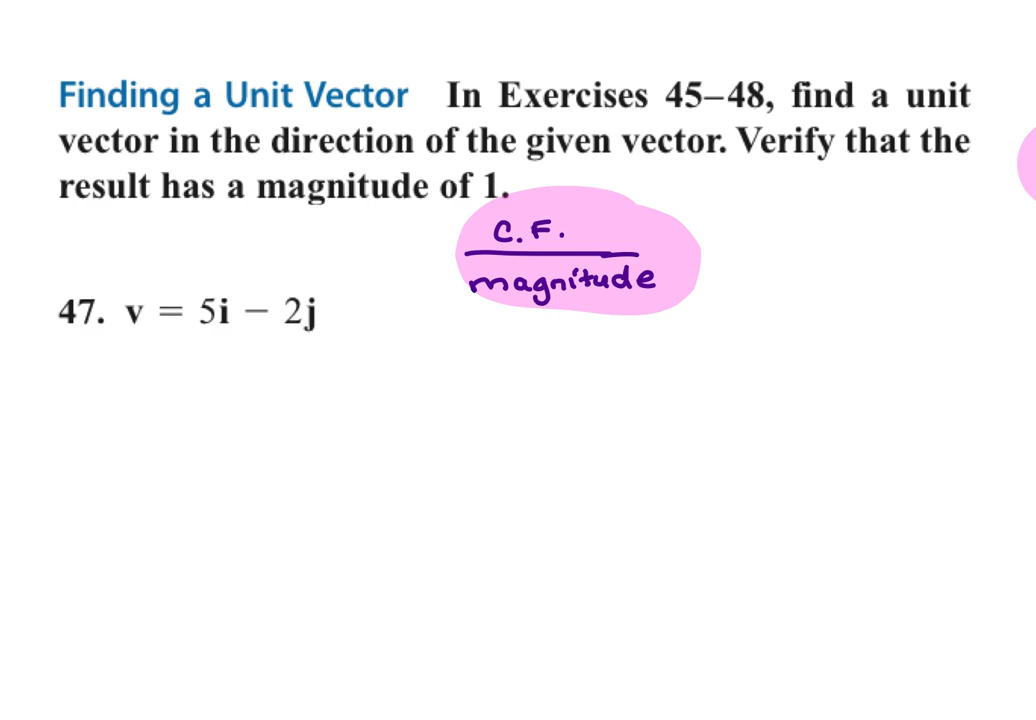 Finding a Unit Vector In Exercises 45–48, find a unit
vector in the direction of the given vector. Verify that the
result has a magnitude of 1.
C.F.
magnitude
47. v = 5i − 2j